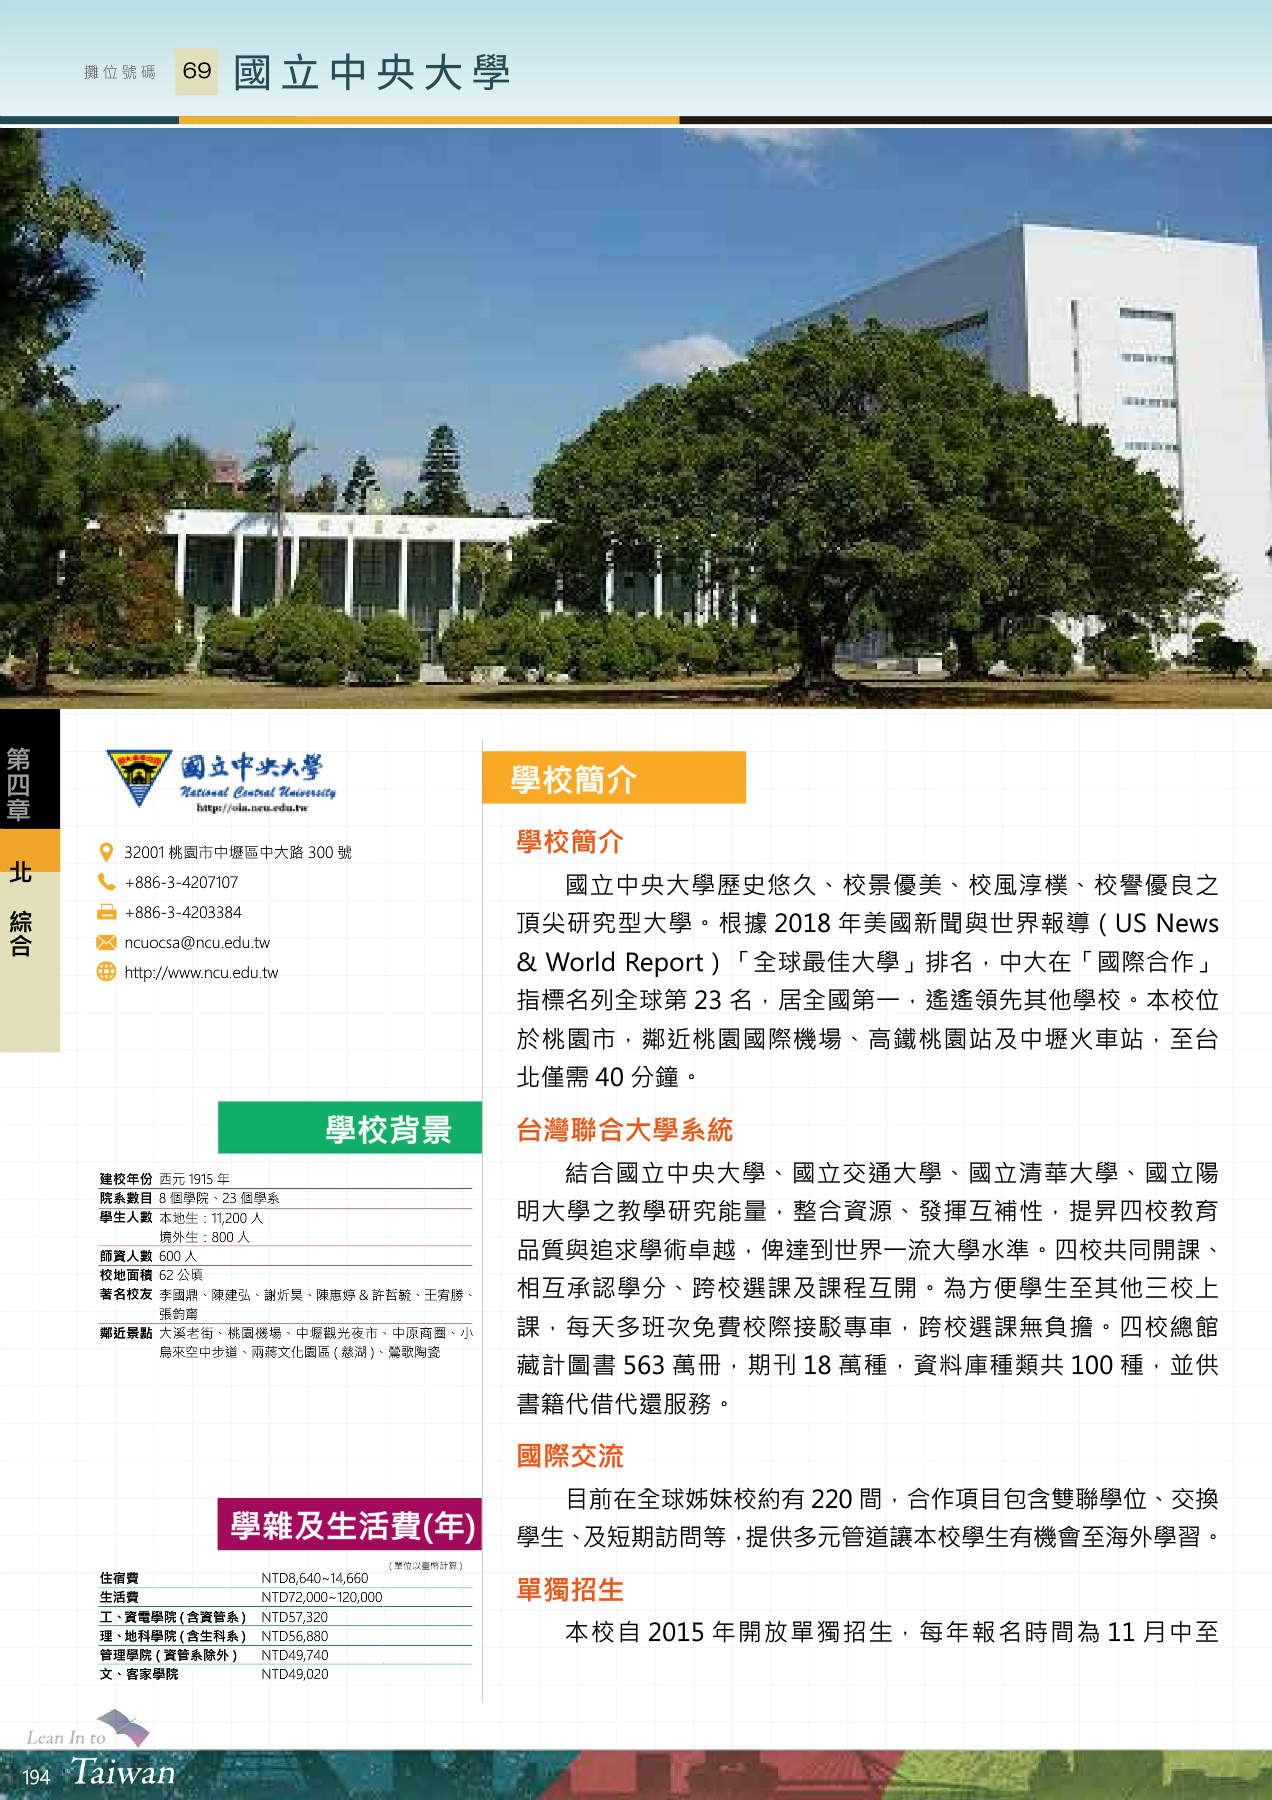 攤位號碼 69 國立中央大學
第四章
北 綜合
國立中央大學
National Central University
http://oia.ncu.edu.tw
32001 桃園市中壢區中大路 300 號
+886-3-4207107
+886-3-4203384
ncuocsa@ncu.edu.tw
http://www.ncu.edu.tw
學校背景
建校年份 西元 1915 年
院系數目 8 個學院、23 個學系
學生人數 本地生：11,200 人
境外生：800 人
師資人數 600 人
校地面積 62 公頃
著名校友 李國鼎、陳建弘、謝炘昊、陳惠婷 & 許哲毓、王宥勝、
張鈞甯
鄰近景點 大溪老街、桃園機場、中壢觀光夜市、中原商圈、小
烏來空中步道、兩蔣文化園區 ( 慈湖 )、鶯歌陶瓷
學雜及生活費(年)
( 單位以臺幣計算 )
住宿費 NTD8,640~14,660
生活費 NTD72,000~120,000
工、資電學院 ( 含資管系 ) NTD57,320
理、地科學院 ( 含生科系 ) NTD56,880
管理學院 ( 資管系除外 ) NTD49,740
文、客家學院 NTD49,020
學校簡介
學校簡介
國立中央大學歷史悠久、校景優美、校風淳樸、校譽優良之
頂尖研究型大學。根據 2018 年美國新聞與世界報導 ( US News
& World Report ) 「全球最佳大學」排名，中大在「國際合作」
指標名列全球第 23 名，居全國第一，遙遙領先其他學校。本校位
於桃園市，鄰近桃園國際機場、高鐵桃園站及中壢火車站，至台
北僅需 40 分鐘。
台灣聯合大學系統
結合國立中央大學、國立交通大學、國立清華大學、國立陽
明大學之教學研究能量，整合資源、發揮互補性，提昇四校教育
品質與追求學術卓越，俾達到世界一流大學水準。四校共同開課、
相互承認學分、跨校選課及課程互開。為方便學生至其他三校上
課，每天多班次免費校際接駁專車，跨校選課無負擔。四校總館
藏計圖書 563 萬冊，期刊 18 萬種，資料庫種類共 100 種，並供
書籍代借代還服務。
國際交流
目前在全球姊妹校約有 220 間，合作項目包含雙聯學位、交換
學生、及短期訪問等，提供多元管道讓本校學生有機會至海外學習。
單獨招生
本校自 2015 年開放單獨招生，每年報名時間為 11 月中至
Lean In to
194 Taiwan